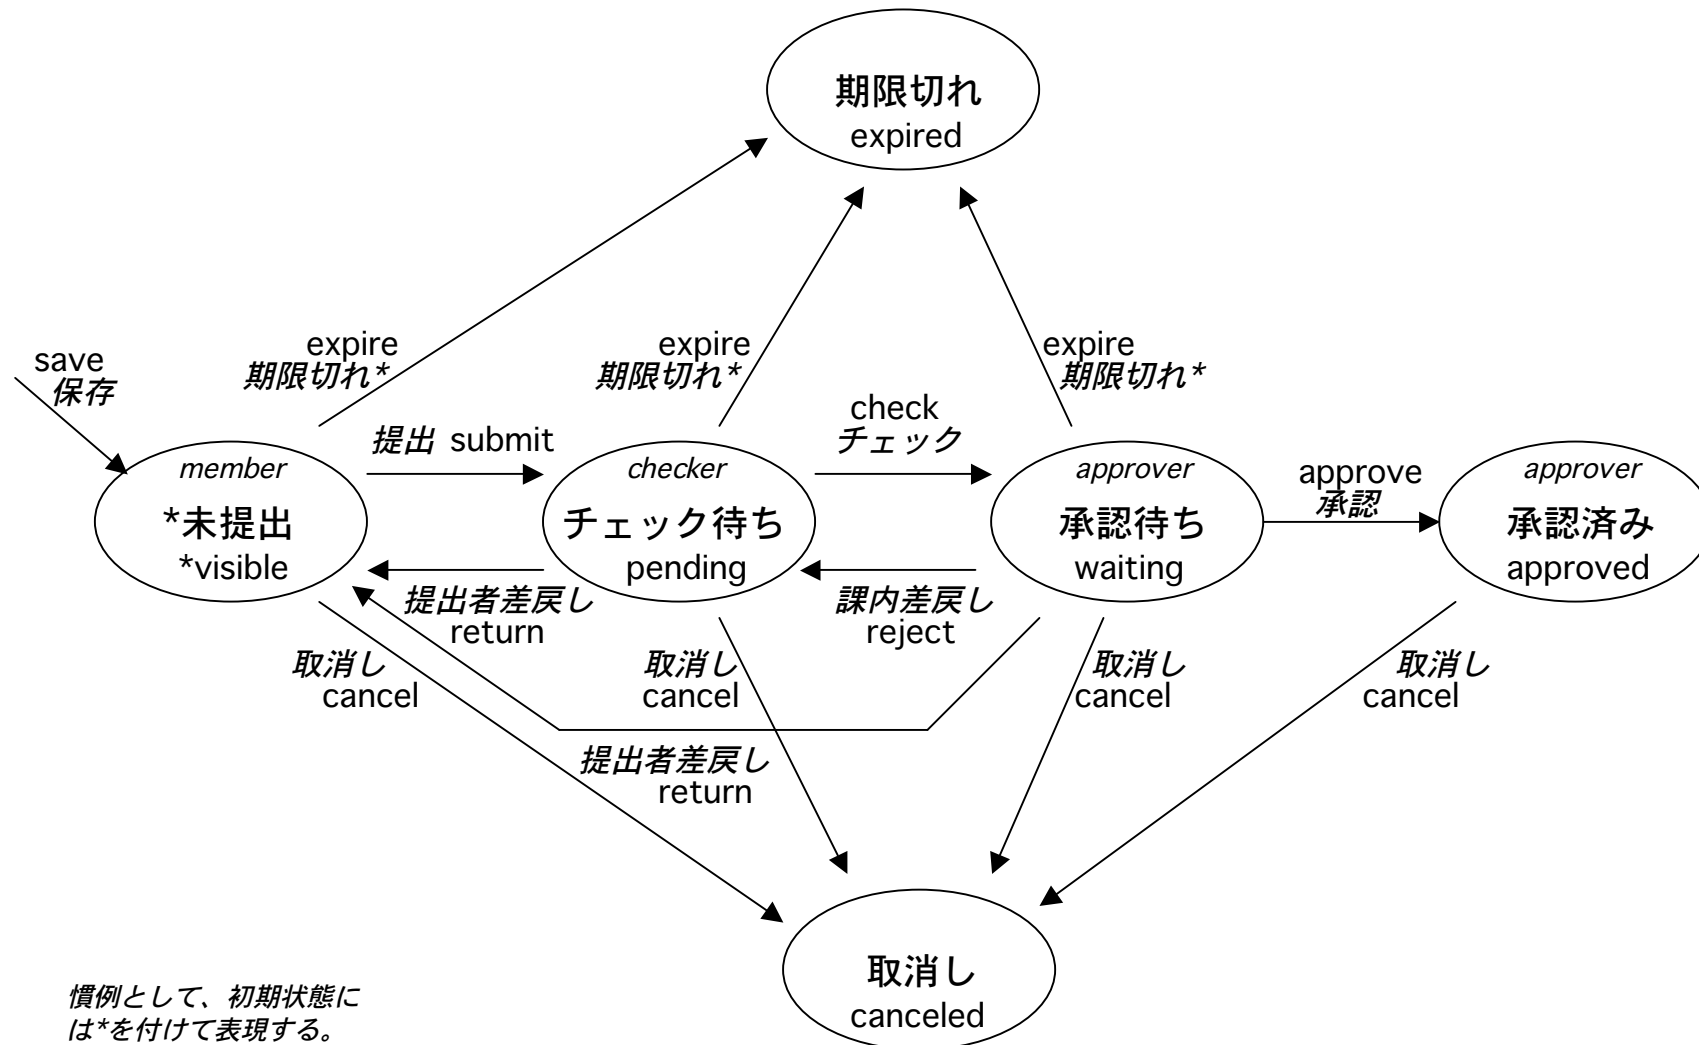 期限切れ
expired
save
保存
expire
期限切れ*
expire
期限切れ*
expire
期限切れ*
提出 submit
check
チェック
approve
承認
member
*未提出
*visible
checker
チェック待ち
pending
approver
承認待ち
waiting
approver
承認済み
approved
提出者差戻し
return
課内差戻し
reject
取消し
cancel
取消し
cancel
取消し
cancel
取消し
cancel
提出者差戻し
return
取消し
canceled
慣例として、初期状態に
は*を付けて表現する。